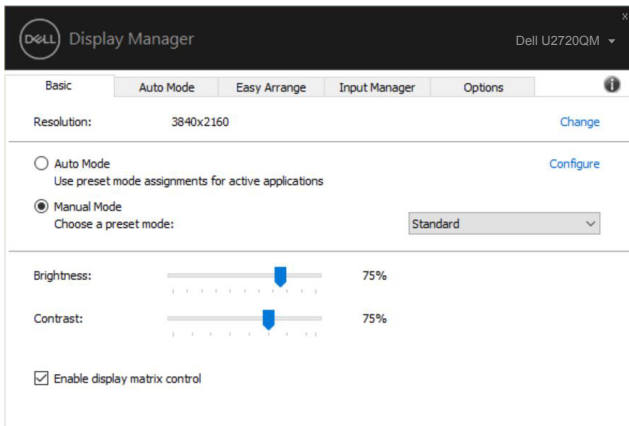 x
DELL Display Manager Dell U2720QM
Basic Auto Mode Easy Arrange Input Manager Options i
Resolution: 3840x2160 Change
Auto Mode Configure
Use preset mode assignments for active applications
Manual Mode
Choose a preset mode: Standard
Brightness: 75%
Contrast: 75%
Enable display matrix control